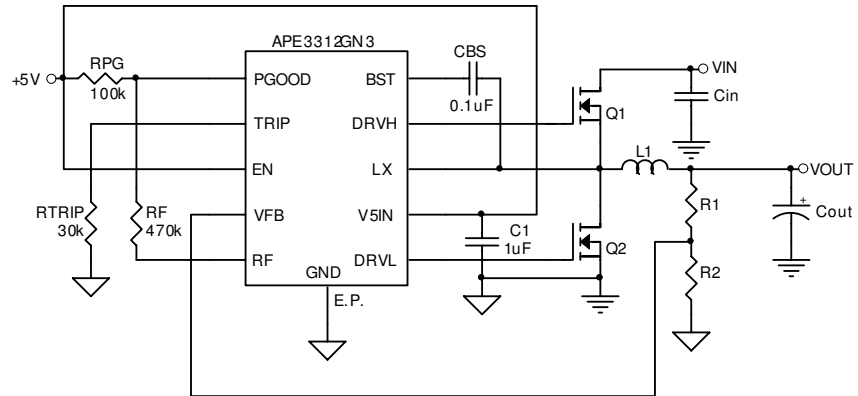 APE3312GN3
CBS
0.1uF
VIN
Cin
+5V
RPG
100k
PGOOD
BST
TRIP
DRVH
Q1
EN
LX
L1
VOUT
RTRIP
30k
RF
470k
VFB
V5IN
C1
1uF
R1
+
Cout
RF
DRVL
Q2
R2
GND
E.P.